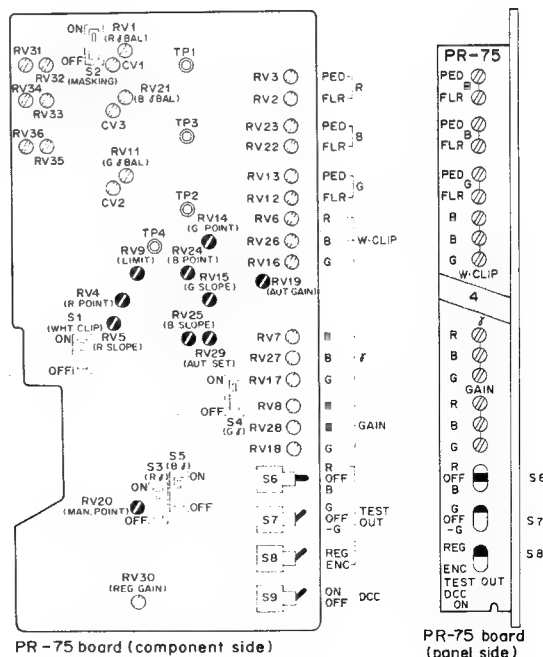 ON
RV1
(R γ BAL)
RV31
OFF
RV32
S2
(MASKING)
CV1
TP1
RV34
RV33
RV21
(B γ BAL)
CV3
RV36
RV35
TP3
RV11
(G γ BAL)
CV2
TP2
RV14
(G POINT)
TP4
RV9
(LIMIT)
RV24
(B POINT)
RV15
(G SLOPE)
RV19
(AUT GAIN)
RV4
(R POINT)
S1
(WHT CLIP)
ON
OFF
RV5
(R SLOPE)
RV25
(B SLOPE)
RV29
(AUT SET)
ON
OFF
S4
(G γ)
S5
(B γ)
S3
(R γ)
ON
ON
OFF
OFF
RV20
(MAN. POINT)
RV30
(REG GAIN)
RV3 PED
R
RV2 FLR
RV23 PED
B
RV22 FLR
RV13 PED
G
RV12 FLR
RV6 R
RV26 B W·CLIP
RV16 G
RV7
RV27 B γ
RV17 G
RV8
RV28 GAIN
RV18 G
S6 R
OFF
B
S7 G
OFF
-G
TEST
OUT
S8 REG
ENC
S9 ON
OFF
DCC
PR-75 board (component side)
PR-75
PED
FLR
PED
B
FLR
PED
G
FLR
B
G
W·CLIP
4
γ
R
B
G
GAIN
R
B
G
R
OFF
B
S6
G
OFF
-G
S7
REG
ENC
S8
TEST OUT
DCC
ON
PR-75 board
(panel side)